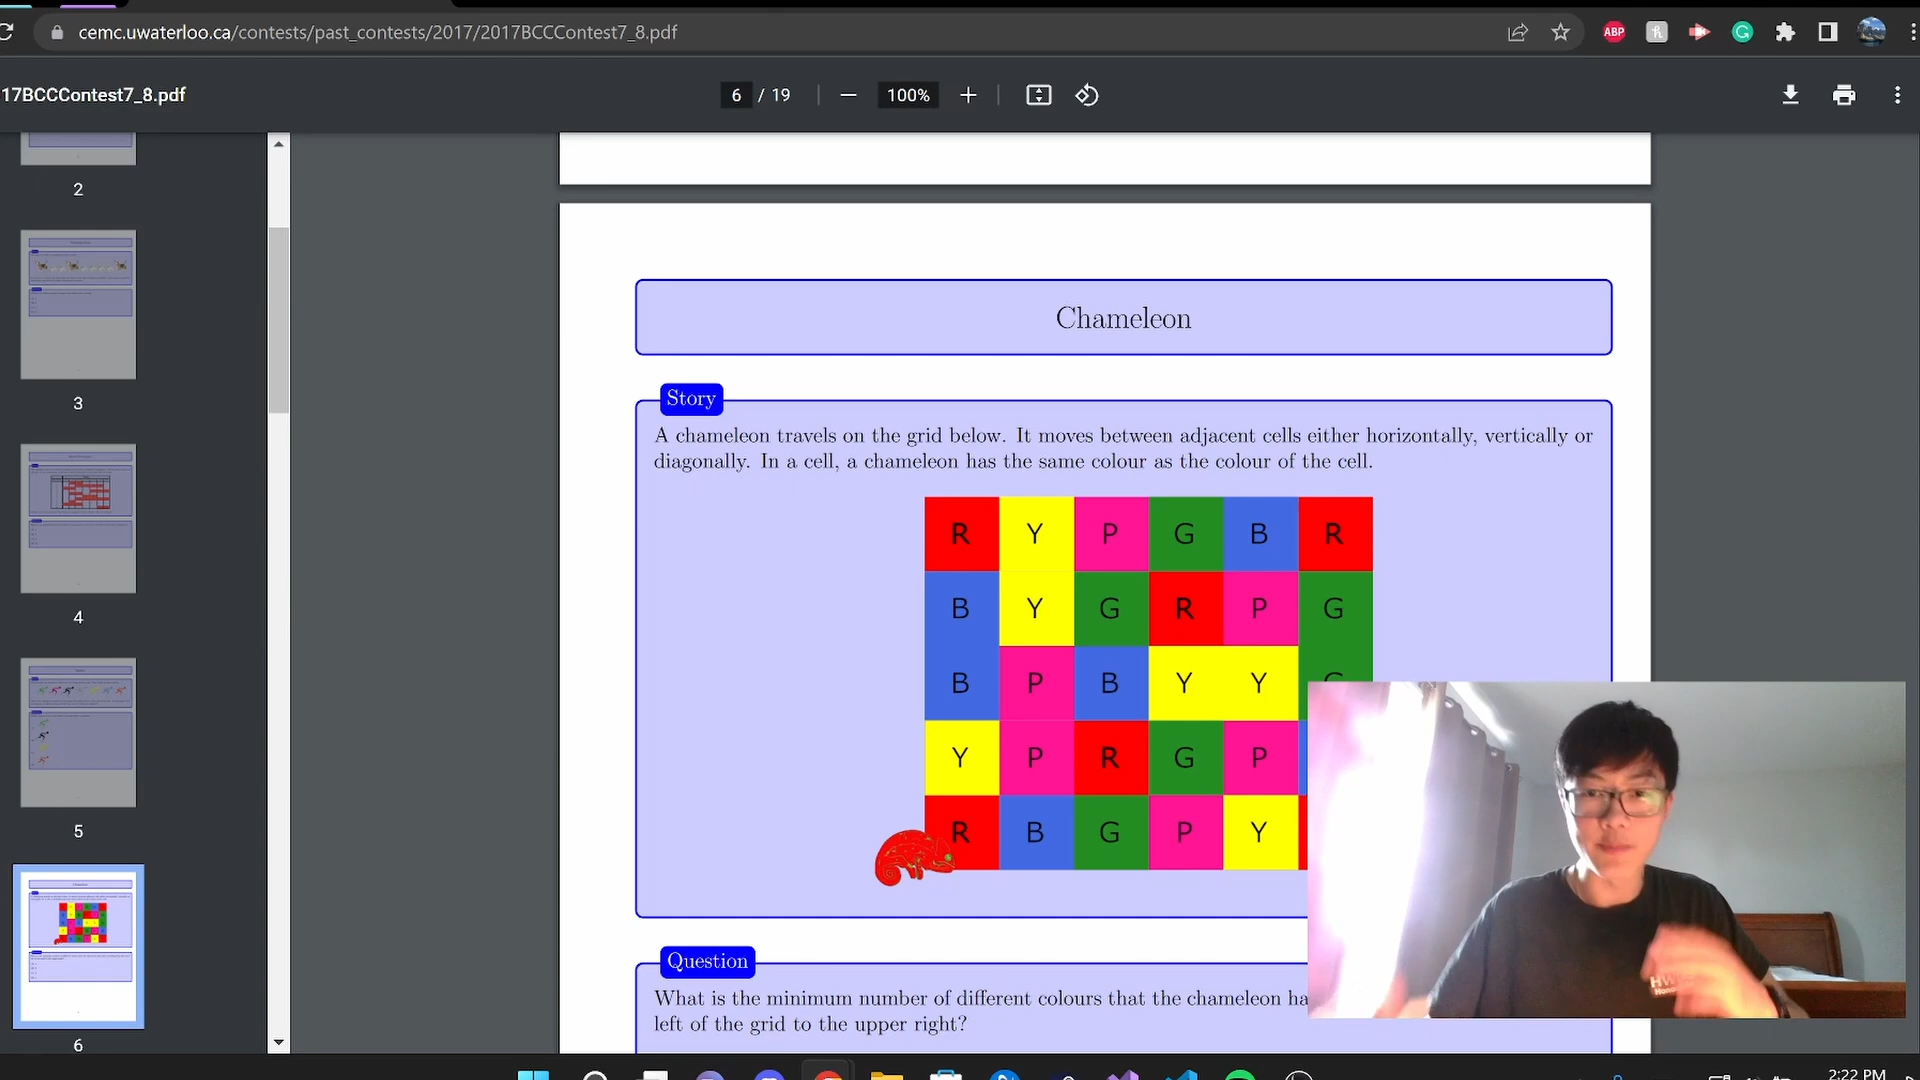 cemc.uwaterloo.ca/contests/past_contests/2017/2017BCCContest7_8.pdf
ABP
17BCCContest7_8.pdf
6 / 19
100%
2
3
4
5
6
Chameleon
Story
A chameleon travels on the grid below. It moves between adjacent cells either horizontally, vertically or
diagonally. In a cell, a chameleon has the same colour as the colour of the cell.
R Y P G B R
B Y G R P G
B P B Y Y
Y P R G P
R B G P Y
Question
What is the minimum number of different colours that the chameleon ha
left of the grid to the upper right?
2:22 PM